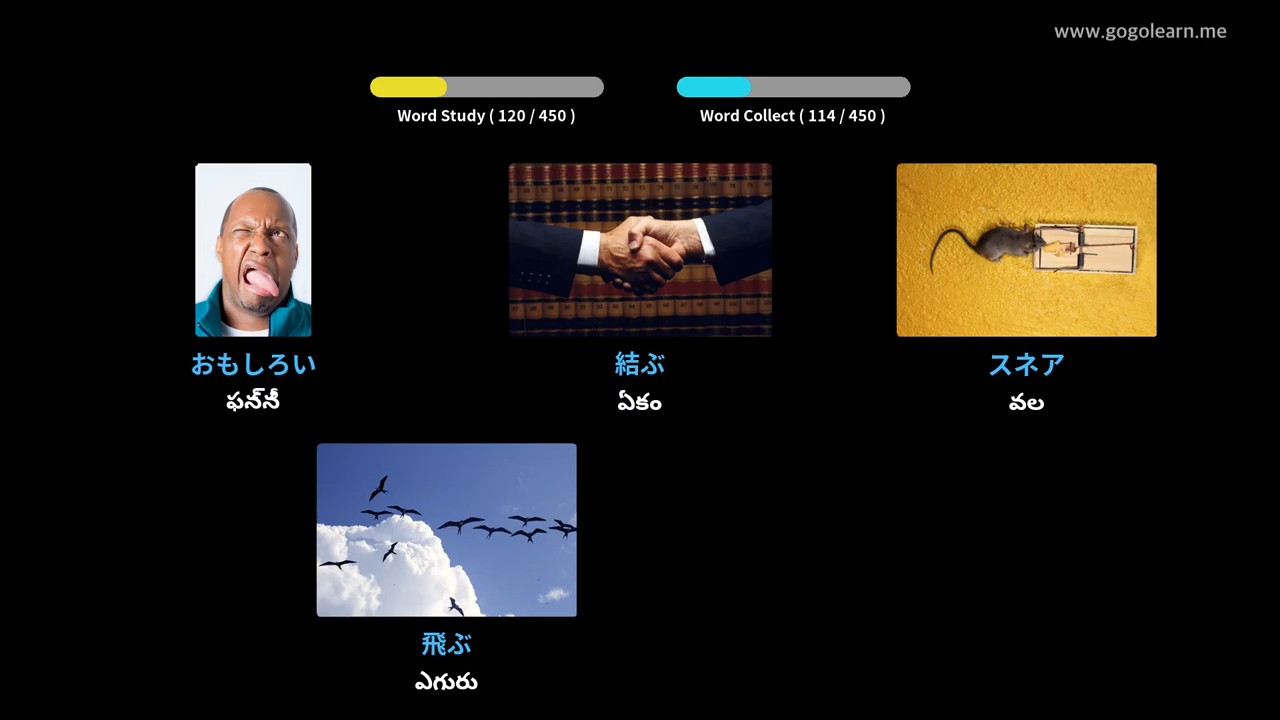 www.gogolearn.me
Word Study ( 120 / 450 )
Word Collect ( 114 / 450 )
おもしろい
ఫన్‌నీ
結ぶ
ఏకం
スネア
వల
飛ぶ
ఎగురు